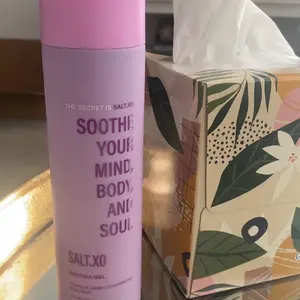 THE SECRET IS SALT.XO
SOOTHE
YOUR
MIND,
BODY,
AND
SOUL
SALT.XO